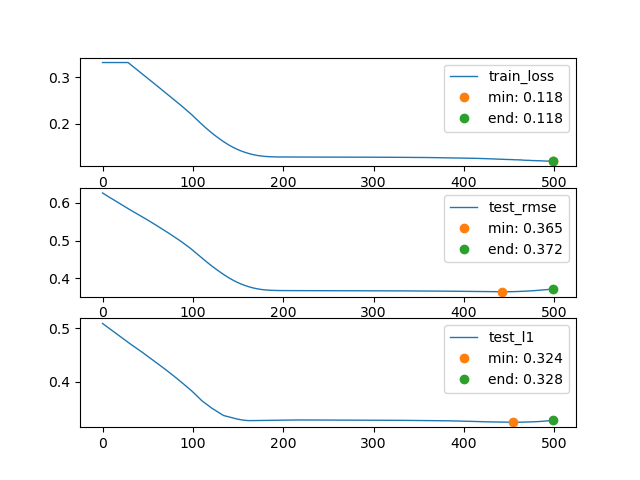 0.3
0.2
train_loss
min: 0.118
end: 0.118
0 100 200 300 400 500
0.6
0.5
0.4
test_rmse
min: 0.365
end: 0.372
0 100 200 300 400 500
0.5
0.4
test_l1
min: 0.324
end: 0.328
0 100 200 300 400 500